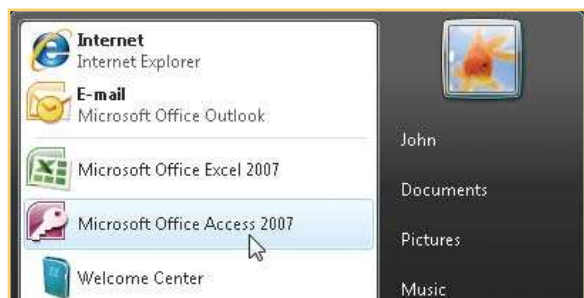 Internet
Internet Explorer
E-mail
Microsoft Office Outlook
Microsoft Office Excel 2007
Microsoft Office Access 2007
Welcome Center
John
Documents
Pictures
Music